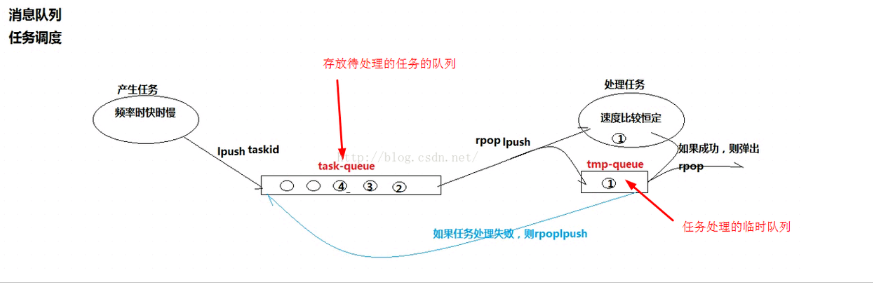 消息队列
任务调度
存放待处理的任务的队列
产生任务
频率时快时慢
处理任务
速度比较恒定
①
lpush taskid
rpop lpush
如果成功，则弹出
rpop
http://blog.csdn.net/
task-queue
tmp-queue
④ ③ ②
①
如果任务处理失败，则rpoplpush
任务处理的临时队列